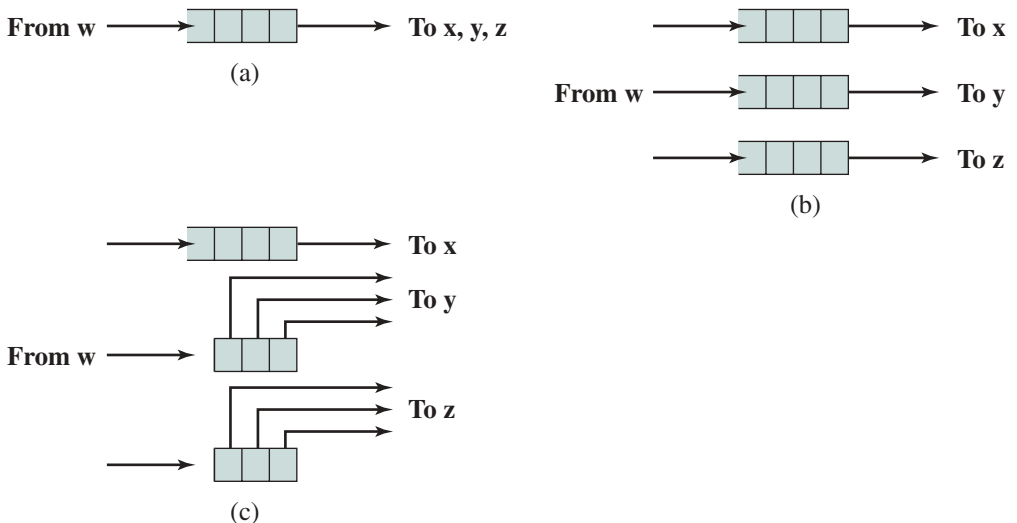 From w To x, y, z
(a)
To x
From w To y
To z
(b)
To x
To y
From w
To z
(c)